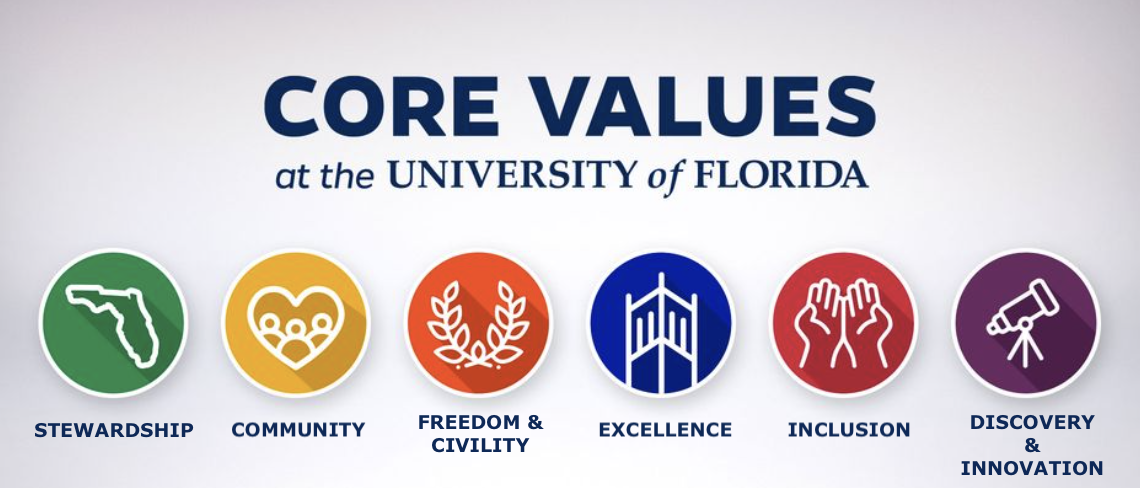 CORE VALUES
at the UNIVERSITY of FLORIDA
STEWARDSHIP
COMMUNITY
FREEDOM &
CIVILITY
EXCELLENCE
INCLUSION
DISCOVERY
&
INNOVATION